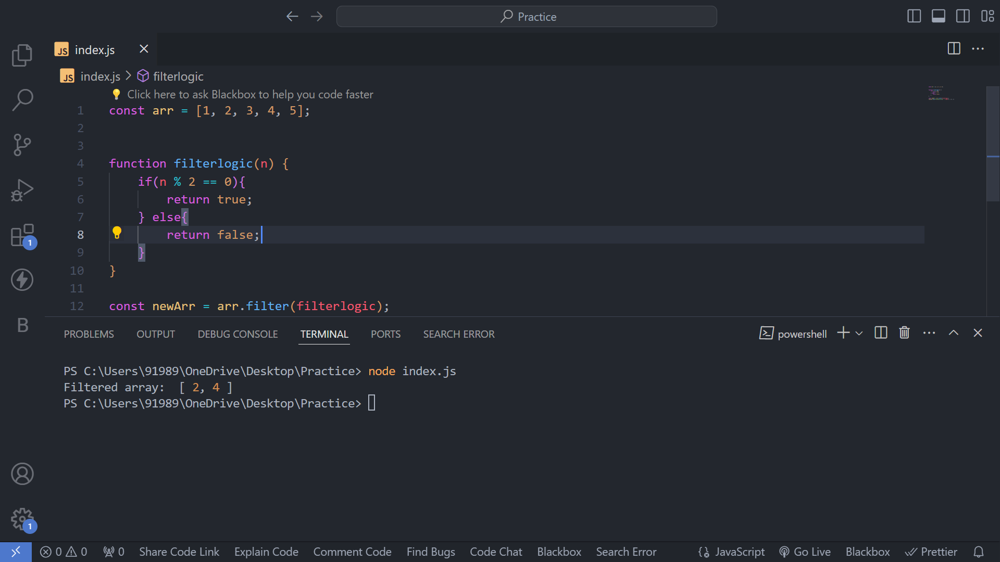 Practice
JS index.js
JS index.js > filterlogic
Click here to ask Blackbox to help you code faster
1 const arr = [1, 2, 3, 4, 5];
2
3
4 function filterlogic(n) {
5 if(n % 2 == 0){
6 return true;
7 } else{
8 return false;
9 }
10 }
11
12 const newArr = arr.filter(filterlogic);
1
B
PROBLEMS OUTPUT DEBUG CONSOLE TERMINAL PORTS SEARCH ERROR powershell
PS C:\Users\91989\OneDrive\Desktop\Practice> node index.js
Filtered array:  [ 2, 4 ]
PS C:\Users\91989\OneDrive\Desktop\Practice>
1
0 0 0 Share Code Link Explain Code Comment Code Find Bugs Code Chat Blackbox Search Error JavaScript Go Live Blackbox Prettier